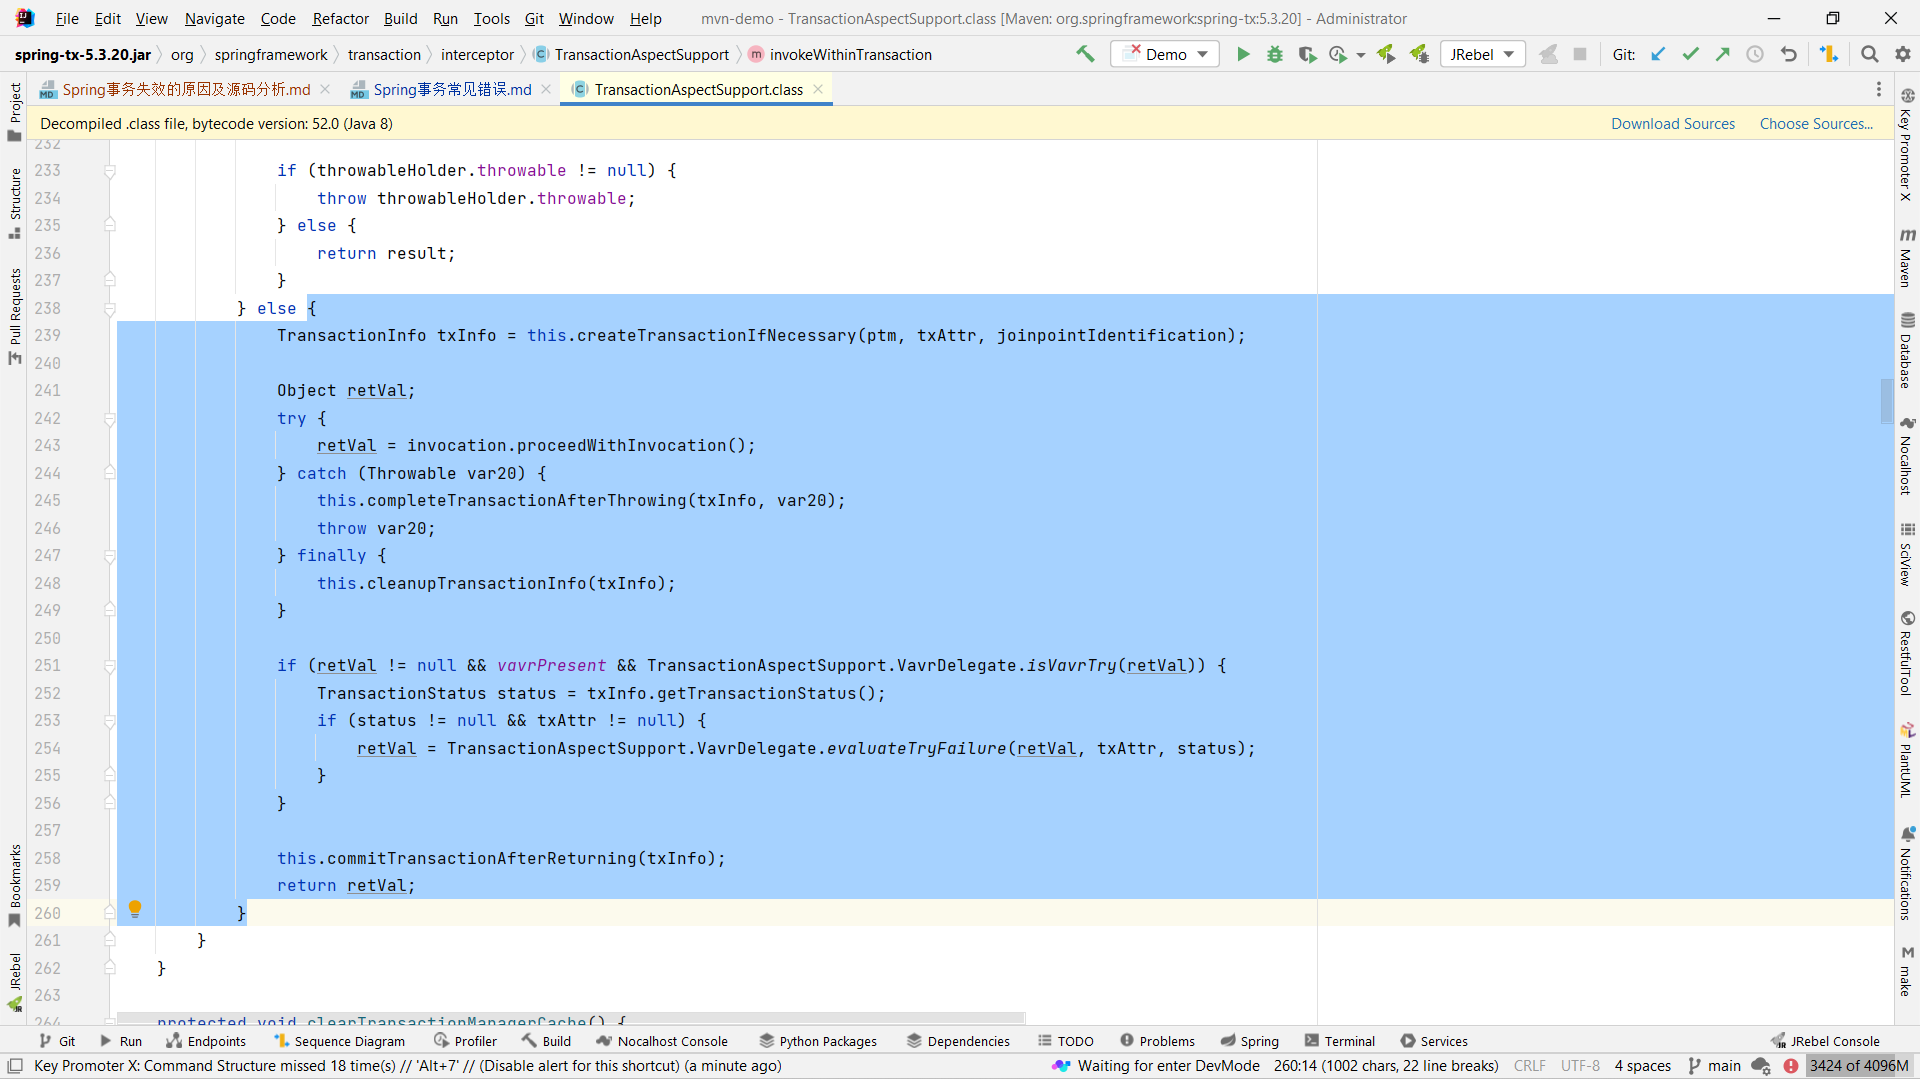 File Edit View Navigate Code Refactor Build Run Tools Git Window Help mvn-demo - TransactionAspectSupport.class [Maven: org.springframework:spring-tx:5.3.20] - Administrator
spring-tx-5.3.20.jar org springframework transaction interceptor C TransactionAspectSupport m invokeWithinTransaction Demo JRebel Git:
MD Spring事务失效的原因及源码分析.md MD Spring事务常见错误.md C TransactionAspectSupport.class
Decompiled .class file, bytecode version: 52.0 (Java 8) Download Sources Choose Sources...
232
233 if (throwableHolder.throwable != null) {
234 throw throwableHolder.throwable;
235 } else {
236 return result;
237 }
238 } else {
239 TransactionInfo txInfo = this.createTransactionIfNecessary(ptm, txAttr, joinpointIdentification);
240
241 Object retVal;
242 try {
243 retVal = invocation.proceedWithInvocation();
244 } catch (Throwable var20) {
245 this.completeTransactionAfterThrowing(txInfo, var20);
246 throw var20;
247 } finally {
248 this.cleanupTransactionInfo(txInfo);
249 }
250
251 if (retVal != null && vavrPresent && TransactionAspectSupport.VavrDelegate.isVavrTry(retVal)) {
252 TransactionStatus status = txInfo.getTransactionStatus();
253 if (status != null && txAttr != null) {
254 retVal = TransactionAspectSupport.VavrDelegate.evaluateTryFailure(retVal, txAttr, status);
255 }
256 }
257
258 this.commitTransactionAfterReturning(txInfo);
259 return retVal;
260 }
261 }
262 }
263
264 protected void clearTransactionManagerCache() {
Project
Structure
Pull Requests
Bookmarks
JRebel
Key Promoter X
m Maven
Database
Nocalhost
SciView
RestfulTool
PlantUML
Notifications
M make
Git Run Endpoints Sequence Diagram Profiler Build Nocalhost Console Python Packages Dependencies TODO Problems Spring Terminal Services JRebel Console
Key Promoter X: Command Structure missed 18 time(s) // 'Alt+7' // (Disable alert for this shortcut) (a minute ago) Waiting for enter DevMode 260:14 (1002 chars, 22 line breaks) CRLF UTF-8 4 spaces main 3424 of 4096M